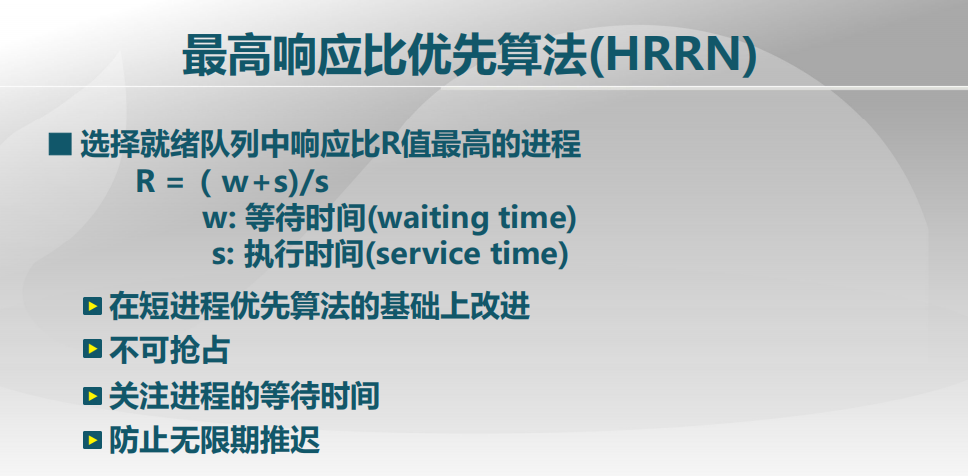 最高响应比优先算法(HRRN)
选择就绪队列中响应比R值最高的进程
R = ( w+s)/s
w: 等待时间(waiting time)
s: 执行时间(service time)
在短进程优先算法的基础上改进
不可抢占
关注进程的等待时间
防止无限期推迟